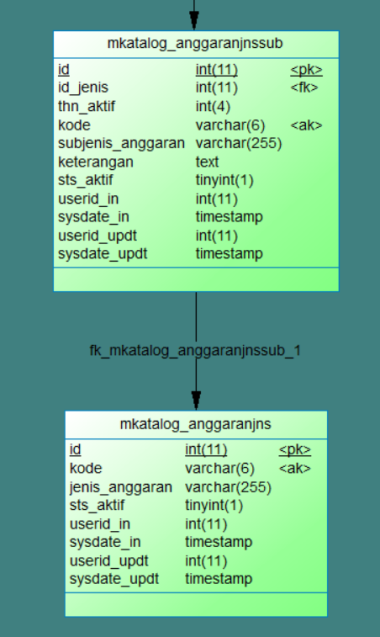 mkatalog_anggaranjnssub
id int(11) <pk>
id_jenis int(11) <fk>
thn_aktif int(4)
kode varchar(6) <ak>
subjenis_anggaran varchar(255)
keterangan text
sts_aktif tinyint(1)
userid_in int(11)
sysdate_in timestamp
userid_updt int(11)
sysdate_updt timestamp
fk_mkatalog_anggaranjnssub_1
mkatalog_anggaranjns
id int(11) <pk>
kode varchar(6) <ak>
jenis_anggaran varchar(255)
sts_aktif tinyint(1)
userid_in int(11)
sysdate_in timestamp
userid_updt int(11)
sysdate_updt timestamp